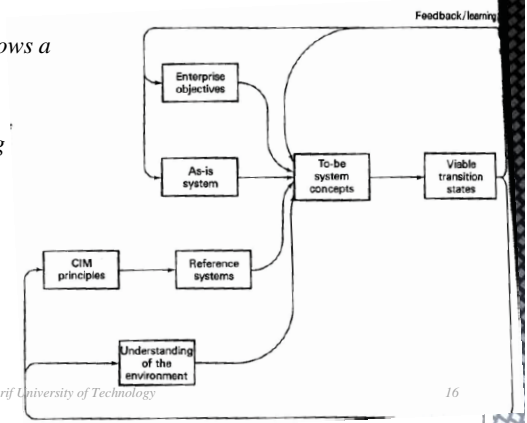 Feedback/learning
ows a
Enterprise
objectives
g
As-is
system
To-be
system
concepts
Viable
transition
states
CIM
principles
Reference
systems
Understanding
of the
environment
rif University of Technology
16